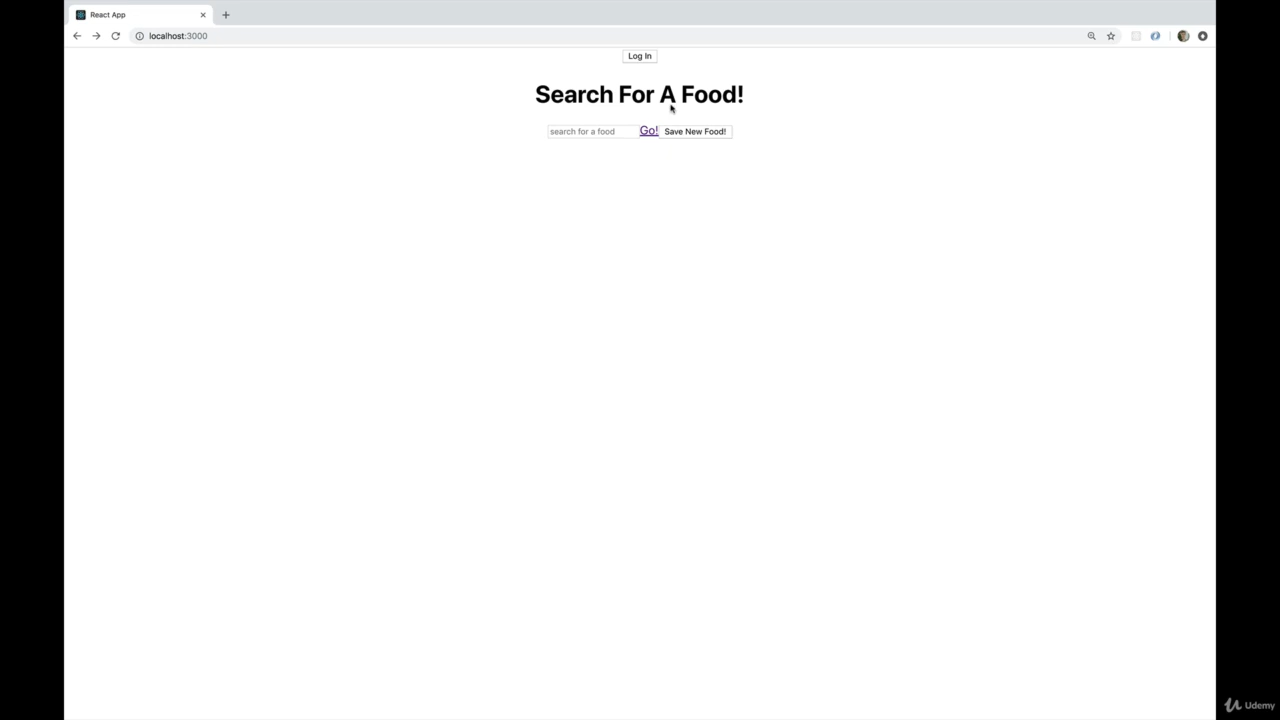 React App
localhost:3000
Log In
Search For A Food!
search for a food Go! Save New Food!
Udemy